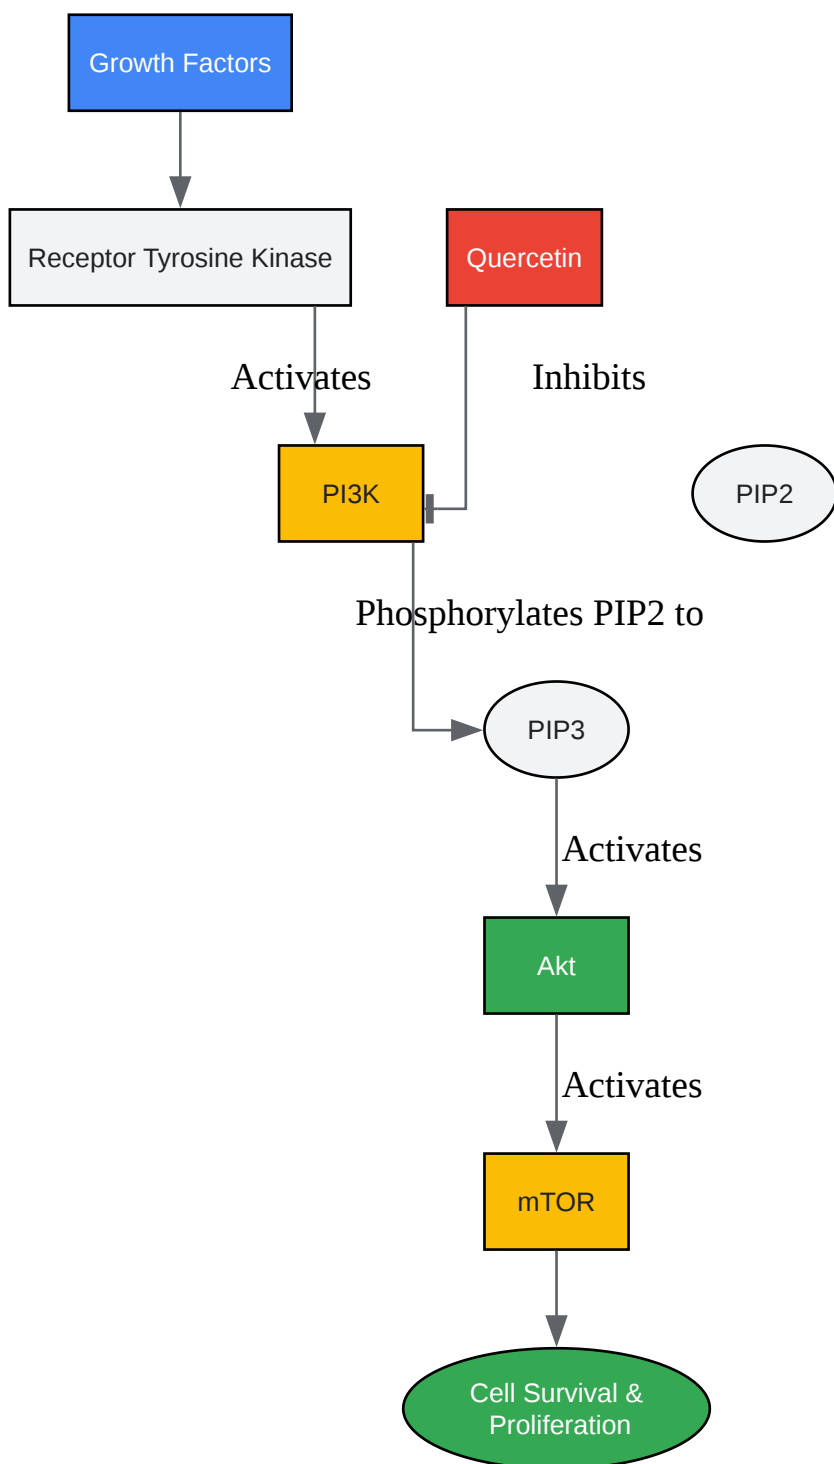 Growth Factors
Receptor Tyrosine Kinase
Quercetin
Activates
Inhibits
PI3K
PIP2
Phosphorylates PIP2 to
PIP3
Activates
Akt
Activates
mTOR
Cell Survival &
Proliferation